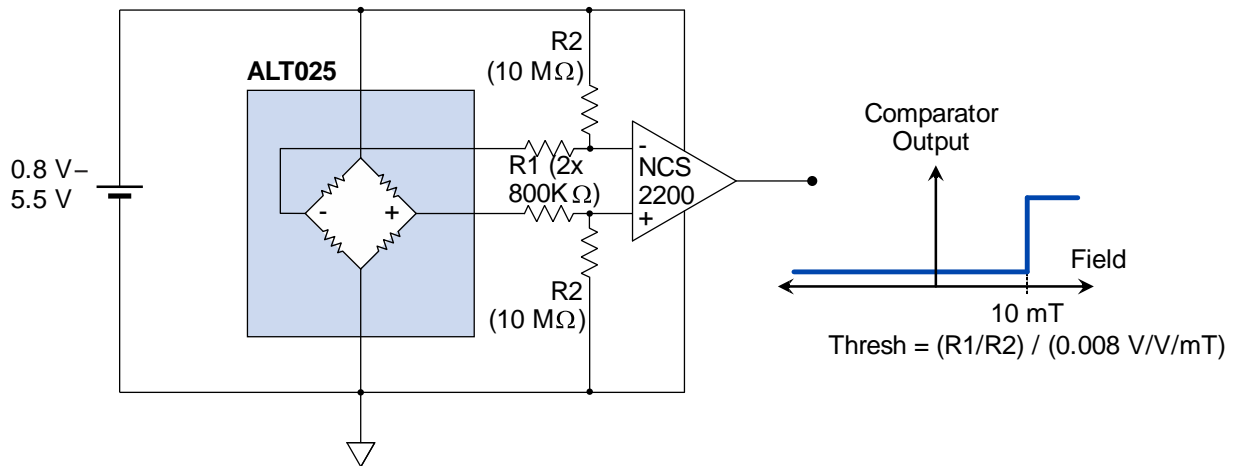 R2
(10 MΩ)
ALT025
Comparator
Output
0.8 V–
5.5 V
R1 (2x
800KΩ)
-
NCS
2200
+
-
+
Field
R2
(10 MΩ)
10 mT
Thresh = (R1/R2) / (0.008 V/V/mT)